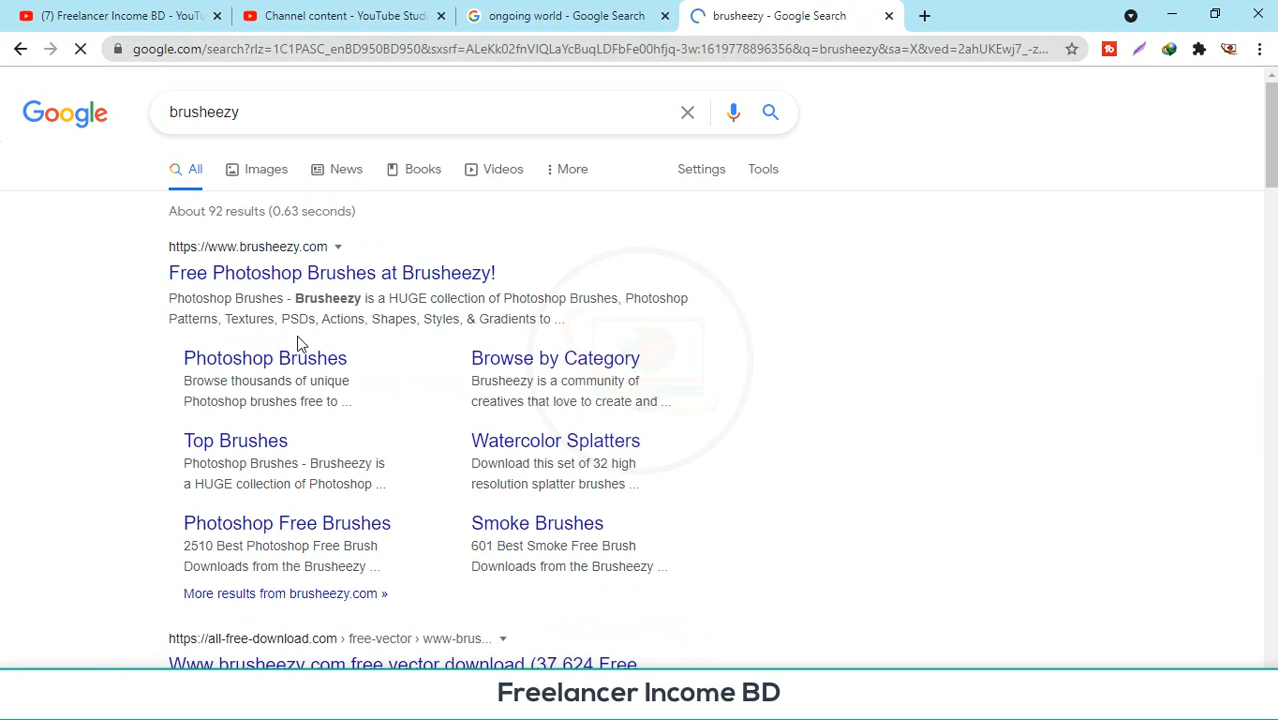 (7) Freelancer Income BD - YouTu
Channel content - YouTube Stud
ongoing world - Google Search
brusheezy - Google Search
google.com/search?rlz=1C1PASC_enBD950BD950&sxsrf=ALeKk02fnVIQLaYcBuqLDFbFe00hfjq-3w:1619779896356&q=brusheezy&sa=X&ved=2ahUKEwj7_-z...
Google
brusheezy
All
Images
News
Books
Videos
More
Settings
Tools
About 92 results (0.63 seconds)
https://www.brusheezy.com
Free Photoshop Brushes at Brusheezy!
Photoshop Brushes - Brusheezy is a HUGE collection of Photoshop Brushes, Photoshop
Patterns, Textures, PSDs, Actions, Shapes, Styles, & Gradients to ...
Photoshop Brushes
Browse thousands of unique
Photoshop brushes free to ...
Browse by Category
Brusheezy is a community of
creatives that love to create and ...
Top Brushes
Photoshop Brushes - Brusheezy is
a HUGE collection of Photoshop ...
Watercolor Splatters
Download this set of 32 high
resolution splatter brushes ...
Photoshop Free Brushes
2510 Best Photoshop Free Brush
Downloads from the Brusheezy ...
Smoke Brushes
601 Best Smoke Free Brush
Downloads from the Brusheezy ...
More results from brusheezy.com »
https://all-free-download.com › free-vector › www-brus...
Www brusheezy com free vector download (37,624 Free
Freelancer Income BD